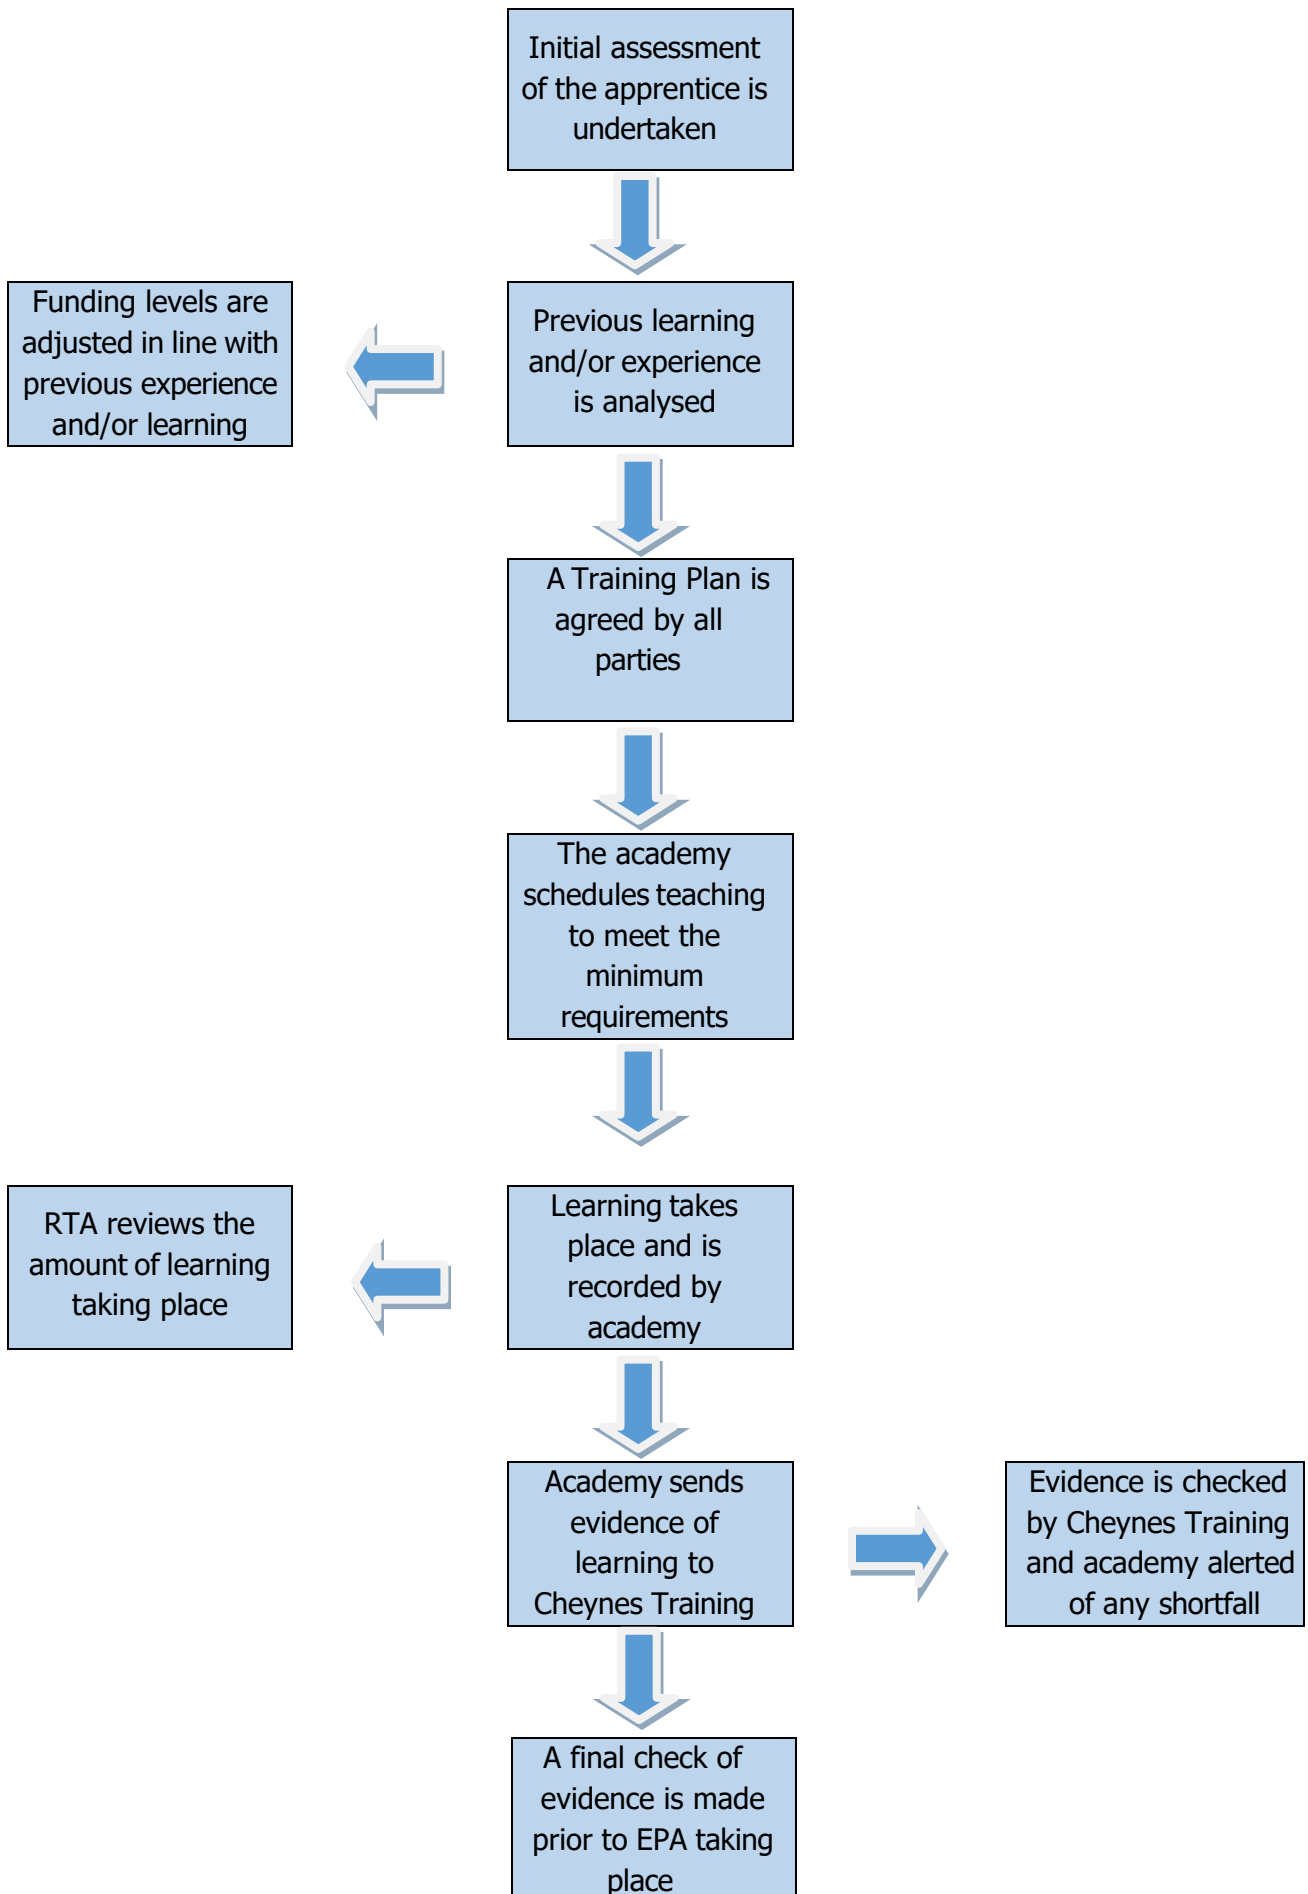 Initial assessment
of the apprentice is
undertaken
Funding levels are
adjusted in line with
previous experience
and/or learning
Previous learning
and/or experience
is analysed
A Training Plan is
agreed by all
parties
The academy
schedules teaching
to meet the
minimum
requirements
RTA reviews the
amount of learning
taking place
Learning takes
place and is
recorded by
academy
Academy sends
evidence of
learning to
Cheynes Training
Evidence is checked
by Cheynes Training
and academy alerted
of any shortfall
A final check of
evidence is made
prior to EPA taking
place